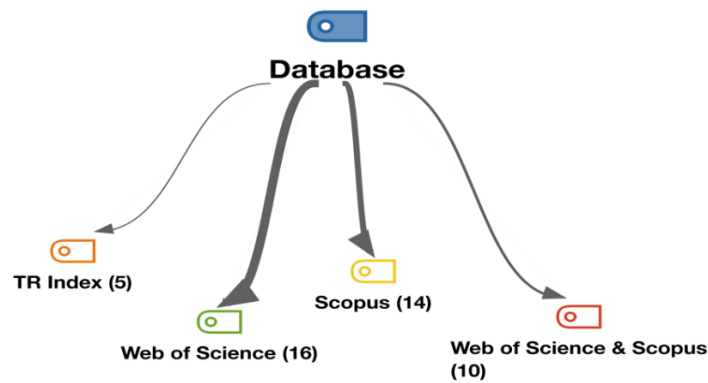 Database
TR Index (5)
Scopus (14)
Web of Science (16)
Web of Science & Scopus
(10)